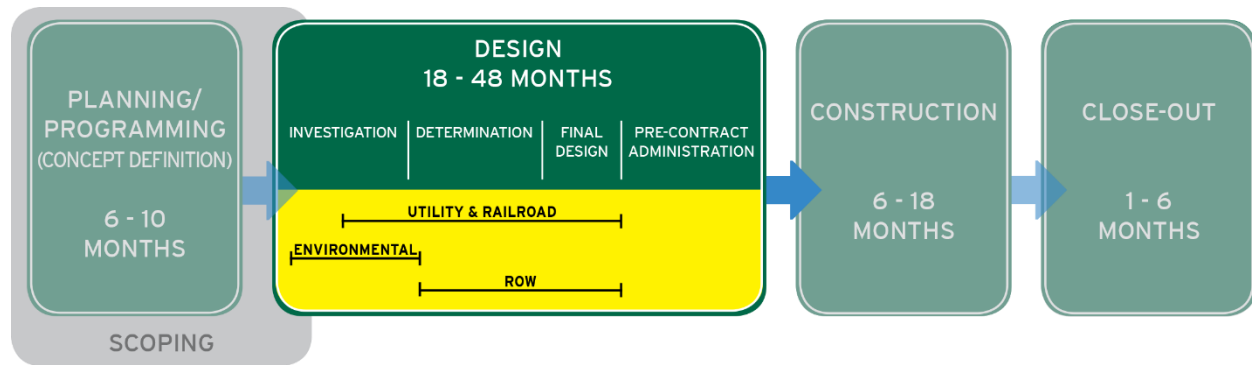 PLANNING/
PROGRAMMING
(CONCEPT DEFINITION)
6 - 10
MONTHS
SCOPING
DESIGN
18 - 48 MONTHS
INVESTIGATION
DETERMINATION
FINAL
DESIGN
PRE-CONTRACT
ADMINISTRATION
UTILITY & RAILROAD
ENVIRONMENTAL
ROW
CONSTRUCTION
6 - 18
MONTHS
CLOSE-OUT
1 - 6
MONTHS